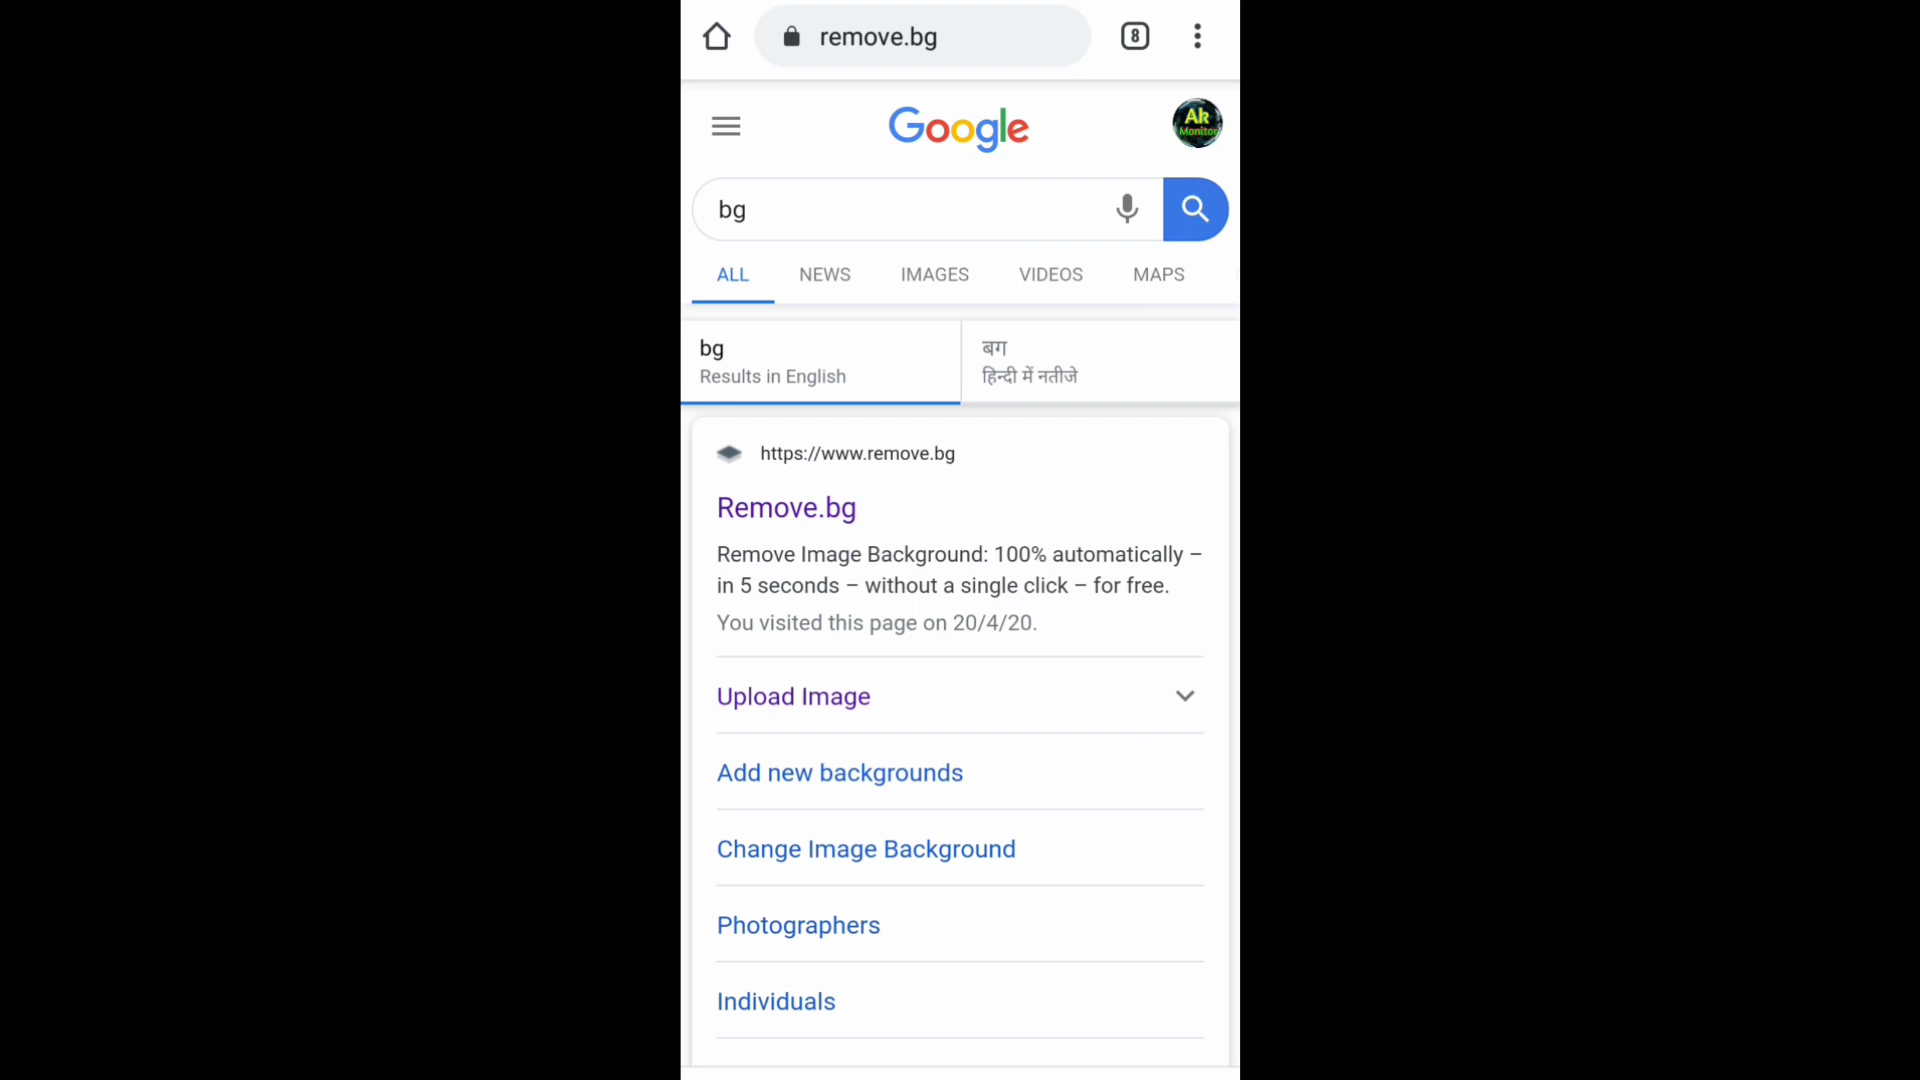 remove.bg
8
Google
Ak
Monitor
bg
ALL
NEWS
IMAGES
VIDEOS
MAPS
bg
Results in English
बग
हिन्दी में नतीजे
https://www.remove.bg
Remove.bg
Remove Image Background: 100% automatically –
in 5 seconds – without a single click – for free.
You visited this page on 20/4/20.
Upload Image
Add new backgrounds
Change Image Background
Photographers
Individuals